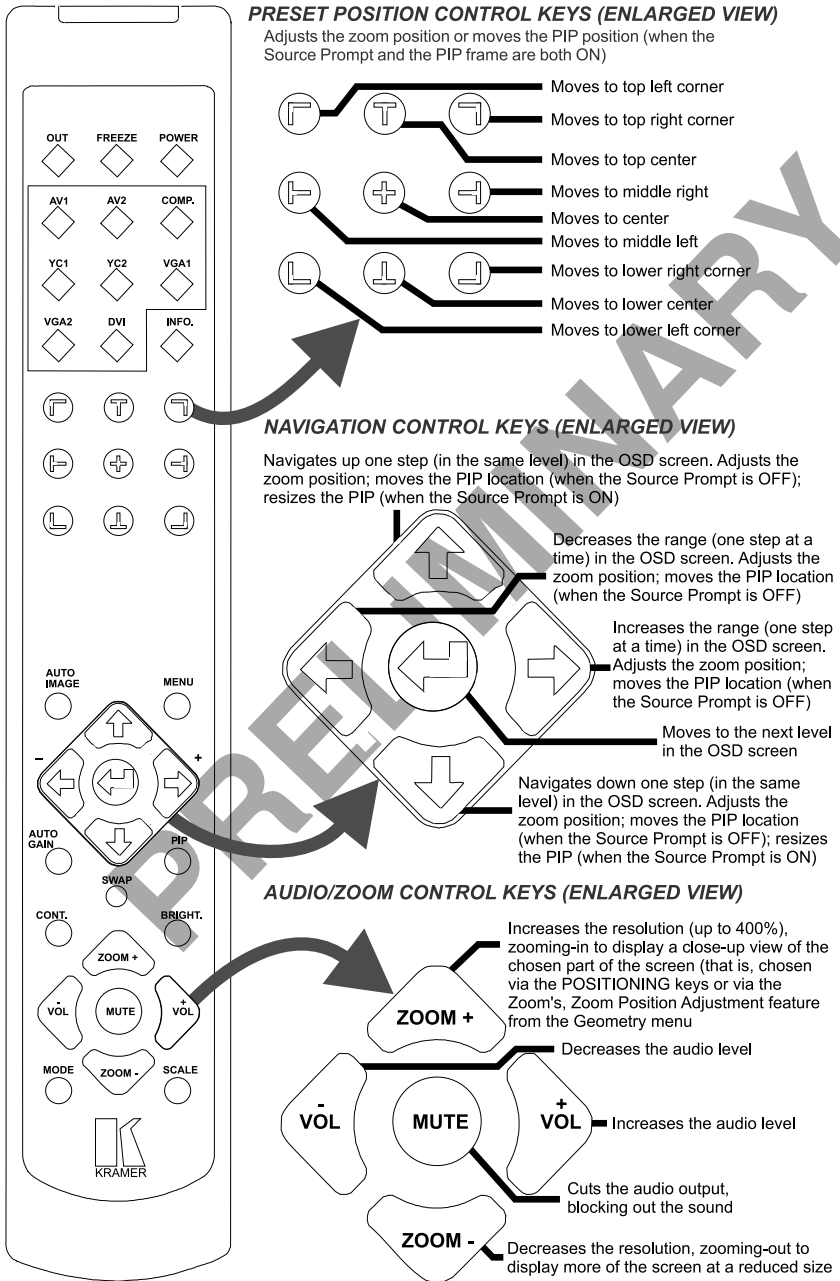 PRESET POSITION CONTROL KEYS (ENLARGED VIEW)
Adjusts the zoom position or moves the PIP position (when the
Source Prompt and the PIP frame are both ON)
Moves to top left corner
Moves to top right corner
Moves to top center
Moves to middle right
Moves to center
Moves to middle left
Moves to lower right corner
Moves to lower center
Moves to lower left corner
OUT FREEZE POWER
AV1 AV2 COMP.
YC1 YC2 VGA1
VGA2 DVI INFO.
NAVIGATION CONTROL KEYS (ENLARGED VIEW)
Navigates up one step (in the same level) in the OSD screen. Adjusts the
zoom position; moves the PIP location (when the Source Prompt is OFF);
resizes the PIP (when the Source Prompt is ON)
Decreases the range (one step at a
time) in the OSD screen. Adjusts the
zoom position; moves the PIP location
(when the Source Prompt is OFF)
Increases the range (one step
at a time) in the OSD screen.
Adjusts the zoom position;
moves the PIP location (when
the Source Prompt is OFF)
Moves to the next level
in the OSD screen
Navigates down one step (in the same
level) in the OSD screen. Adjusts the
zoom position; moves the PIP location
(when the Source Prompt is OFF); resizes
the PIP (when the Source Prompt is ON)
AUTO
IMAGE
MENU
- +
AUTO
GAIN
PIP
SWAP
CONT. BRIGHT.
ZOOM +
-
VOL
MUTE
+
VOL
MODE ZOOM - SCALE
KRAMER
AUDIO/ZOOM CONTROL KEYS (ENLARGED VIEW)
Increases the resolution (up to 400%),
zooming-in to display a close-up view of the
chosen part of the screen (that is, chosen
via the POSITIONING keys or via the
Zoom's, Zoom Position Adjustment feature
from the Geometry menu
ZOOM +
Decreases the audio level
-
VOL
MUTE
+
VOL
Increases the audio level
Cuts the audio output,
blocking out the sound
ZOOM -
Decreases the resolution, zooming-out to
display more of the screen at a reduced size
PRELIMINARY